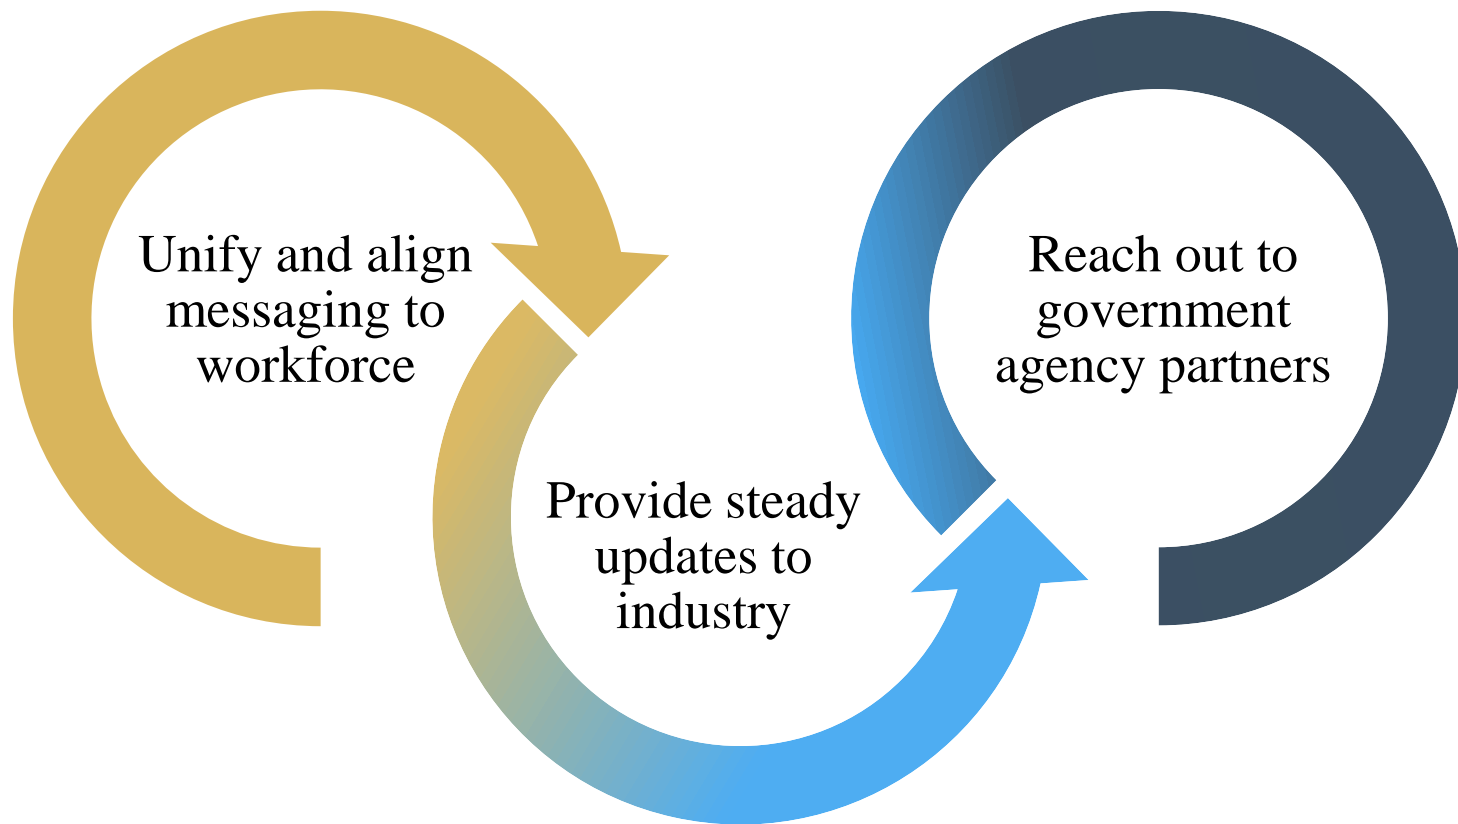 Unify and align
messaging to
workforce
Provide steady
updates to
industry
Reach out to
government
agency partners